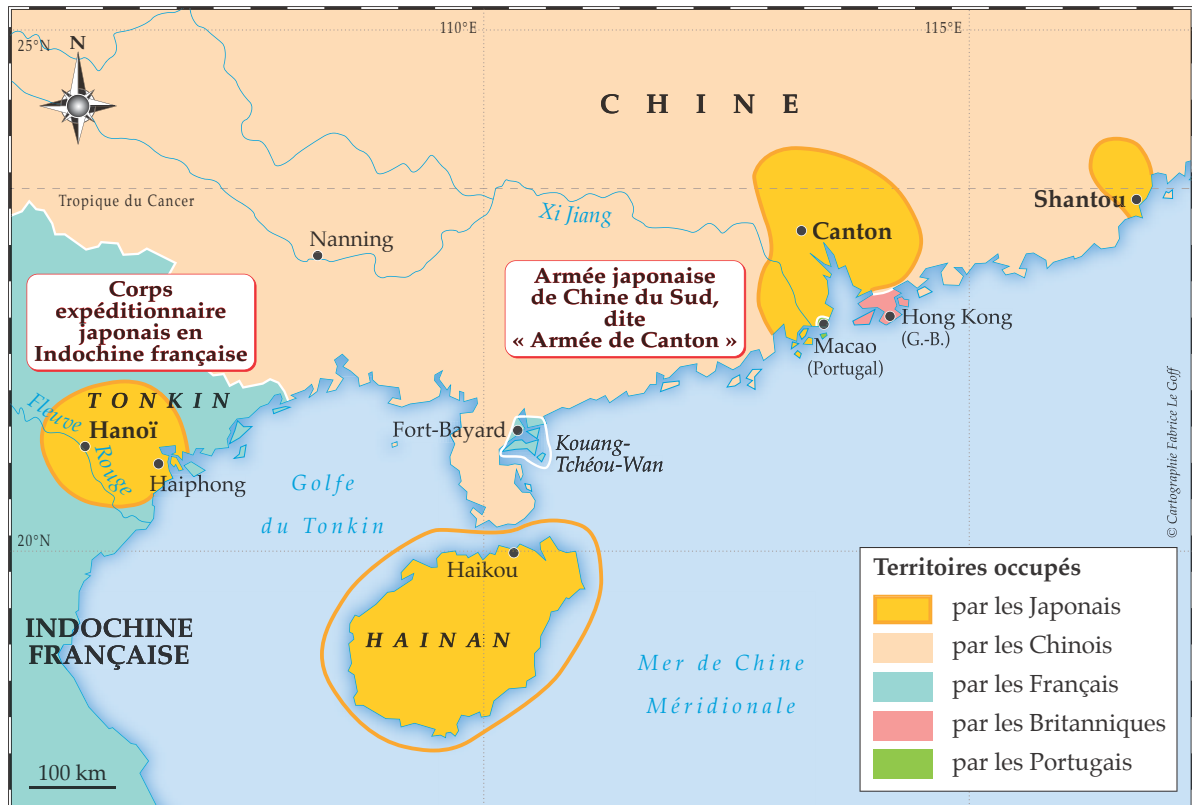 110°E
115°E
25°N
N
CHINE
Tropique du Cancer
Xi Jiang
Shantou
Nanning
Canton
Corps
expéditionnaire
japonais en
Indochine française
Armée japonaise
de Chine du Sud,
dite
« Armée de Canton »
Hong Kong
(G.-B.)
Macao
(Portugal)
TONKIN
Fleuve
Rouge
Hanoï
Haiphong
Fort-Bayard
Kouang-
Tchéou-Wan
Golfe
du Tonkin
20°N
Haikou
HAINAN
INDOCHINE
FRANÇAISE
Mer de Chine
Méridionale
100 km
© Cartographie Fabrice Le Goff
Territoires occupés
par les Japonais
par les Chinois
par les Français
par les Britanniques
par les Portugais